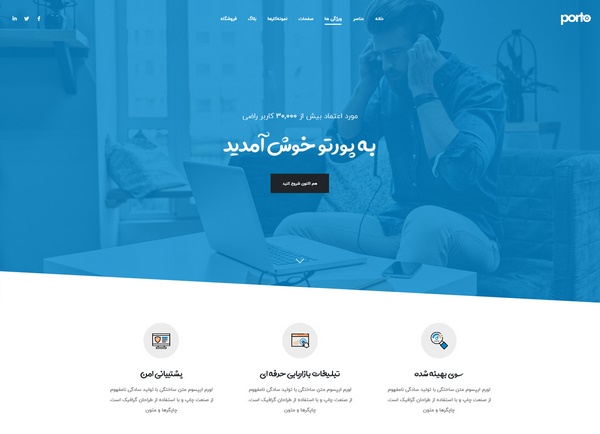 porto
خانه
عناصر
ویژگی ها
صفحات
نمونه‌کارها
بلاگ
فروشگاه
مورد اعتماد بیش از ۳۰,۰۰۰ کاربر راضی
به پورتو خوش آمدید
هم اکنون شروع کنید
سئو بهینه شده
لورم ایپسوم متن ساختگی با تولید سادگی نامفهوم
از صنعت چاپ و با استفاده از طراحان گرافیک است.
چاپگرها و متون
تبلیغات بازاریابی حرفه ای
لورم ایپسوم متن ساختگی با تولید سادگی نامفهوم
از صنعت چاپ و با استفاده از طراحان گرافیک است.
چاپگرها و متون
پشتیبانی امن
لورم ایپسوم متن ساختگی با تولید سادگی نامفهوم
از صنعت چاپ و با استفاده از طراحان گرافیک است.
چاپگرها و متون